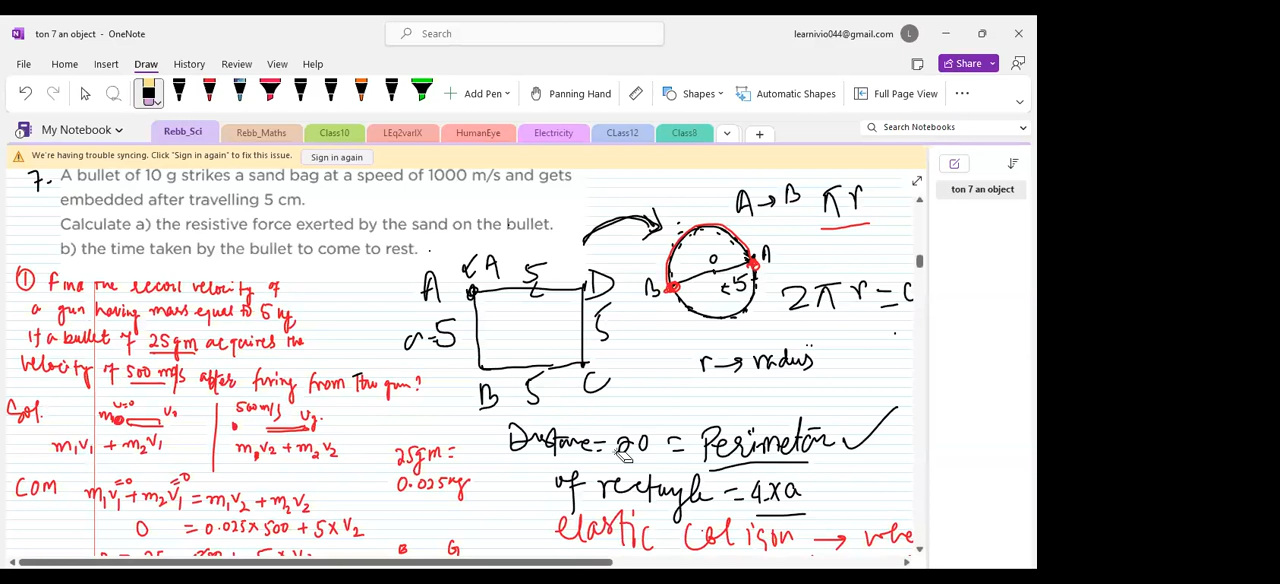 ton 7 an object - OneNote
Search
learnivio044@gmail.com
L
File Home Insert Draw History Review View Help
Share
Add Pen
Panning Hand
Shapes
Automatic Shapes
Full Page View
My Notebook
Rebb_Sci
Rebb_Maths
Class10
LEq2varIX
HumanEye
Electricity
CLass12
Class8
Search Notebooks
We're having trouble syncing. Click "Sign in again" to fix this issue.
Sign in again
ton 7 an object
7. A bullet of 10 g strikes a sand bag at a speed of 1000 m/s and gets
embedded after travelling 5 cm.
Calculate a) the resistive force exerted by the sand on the bullet.
b) the time taken by the bullet to come to rest.
① Find the recoil velocity of
a gun having mass equal to 5 kg
If a bullet of 25gm acquires the
velocity of 500 m/s after firing from the gun?
Sol.
500 m/s
m₁v₁ + m₂v₁
m₁v₂ + m₂v₂
25gm =
0.025kg
COM
m₁v₁ + m₂v₁ = m₁v₂ + m₂v₂
=0 =0
0 = 0.025 x 500 + 5 x V₂
B G
A A 5 D
a=5 5
B 5 C
A → B πr
B O A
r5
2πr = C
r → radius
Distance = 20 = Perimetar ✓
of rectangle = 4 x a
elastic Colison →